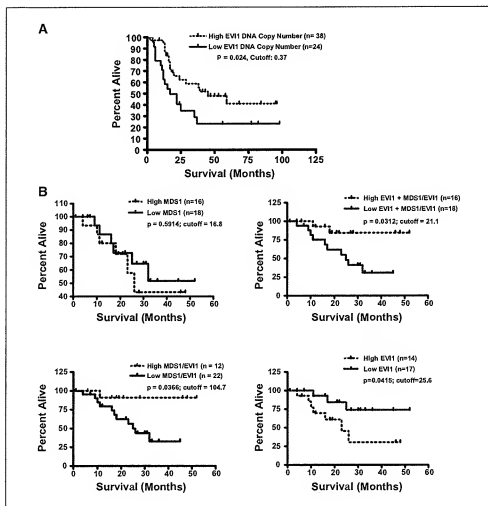 A
High EVI1 DNA Copy Number (n= 38)
Low EVI1 DNA Copy Number (n=24)
P = 0.024, Cutoff: 0.37
Percent Alive
100
90
80
70
60
50
40
30
20
10
0
0 25 50 75 100 125
Survival (Months)
B
High MDS1 (n=16)
Low MDS1 (n=18)
p = 0.5914; cutoff = 16.8
Percent Alive
110
100
90
80
70
60
50
40
0 10 20 30 40 50 60
Survival (Months)
High EVI1 + MDS1/EVI1 (n=16)
Low EVI1 + MDS1/EVI1 (n=18)
p = 0.0312; cutoff = 21.1
Percent Alive
125
100
75
50
25
0
0 10 20 30 40 50 60
Survival (Months)
High MDS1/EVI1 (n = 12)
Low MDS1/EVI1 (n = 22)
p = 0.0366; cutoff = 104.7
Percent Alive
125
100
75
50
25
0
0 10 20 30 40 50 60
Survival (Months)
High EVI1 (n=14)
Low EVI1 (n=17)
p=0.0415; cutoff=25.6
Percent Alive
125
100
75
50
25
0
0 10 20 30 40 50 60
Survival (Months)